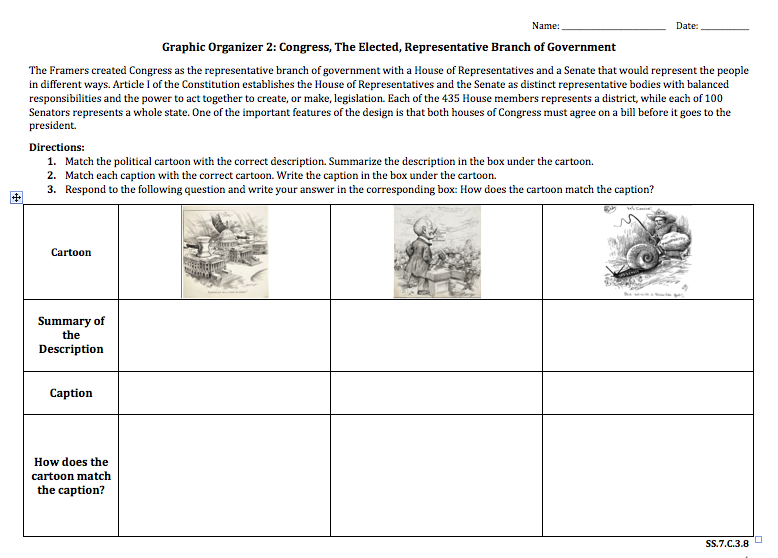 Name: ______________________ Date: __________
Graphic Organizer 2: Congress, The Elected, Representative Branch of Government
The Framers created Congress as the representative branch of government with a House of Representatives and a Senate that would represent the people
in different ways. Article I of the Constitution establishes the House of Representatives and the Senate as distinct representative bodies with balanced
responsibilities and the power to act together to create, or make, legislation. Each of the 435 House members represents a district, while each of 100
Senators represents a whole state. One of the important features of the design is that both houses of Congress must agree on a bill before it goes to the
president.
Directions:
1. Match the political cartoon with the correct description. Summarize the description in the box under the cartoon.
2. Match each caption with the correct cartoon. Write the caption in the box under the cartoon.
3. Respond to the following question and write your answer in the corresponding box: How does the cartoon match the caption?
Cartoon
Summary of
the
Description
Caption
How does the
cartoon match
the caption?
SS.7.C.3.8